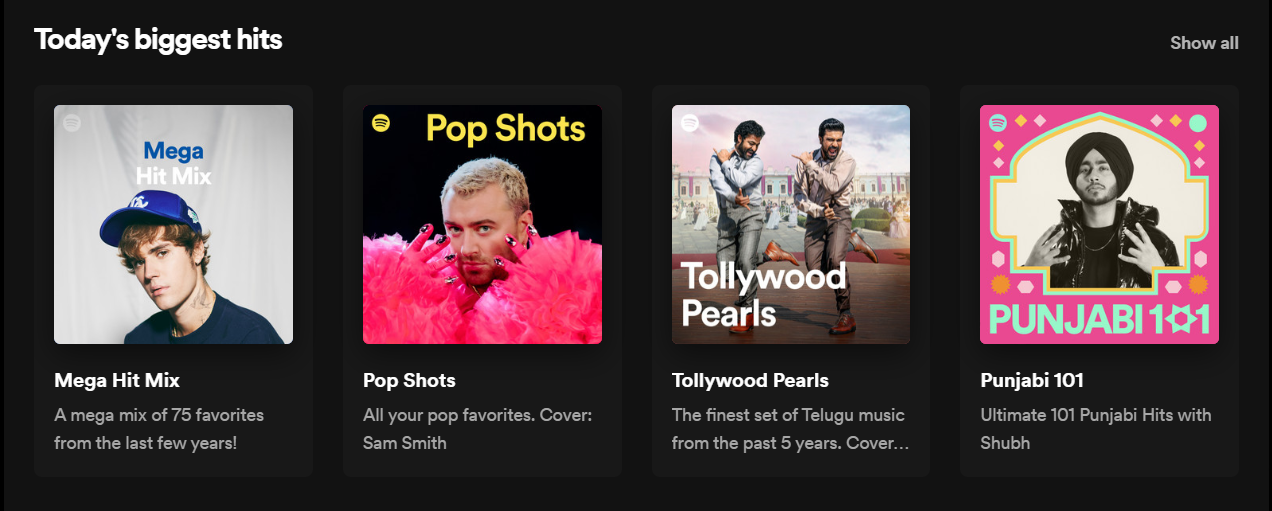 Today's biggest hits
Show all
Mega
Hit Mix
Mega Hit Mix
A mega mix of 75 favorites
from the last few years!
Pop Shots
Pop Shots
All your pop favorites. Cover:
Sam Smith
Tollywood
Pearls
Tollywood Pearls
The finest set of Telugu music
from the past 5 years. Cover...
PUNJABI 101
Punjabi 101
Ultimate 101 Punjabi Hits with
Shubh